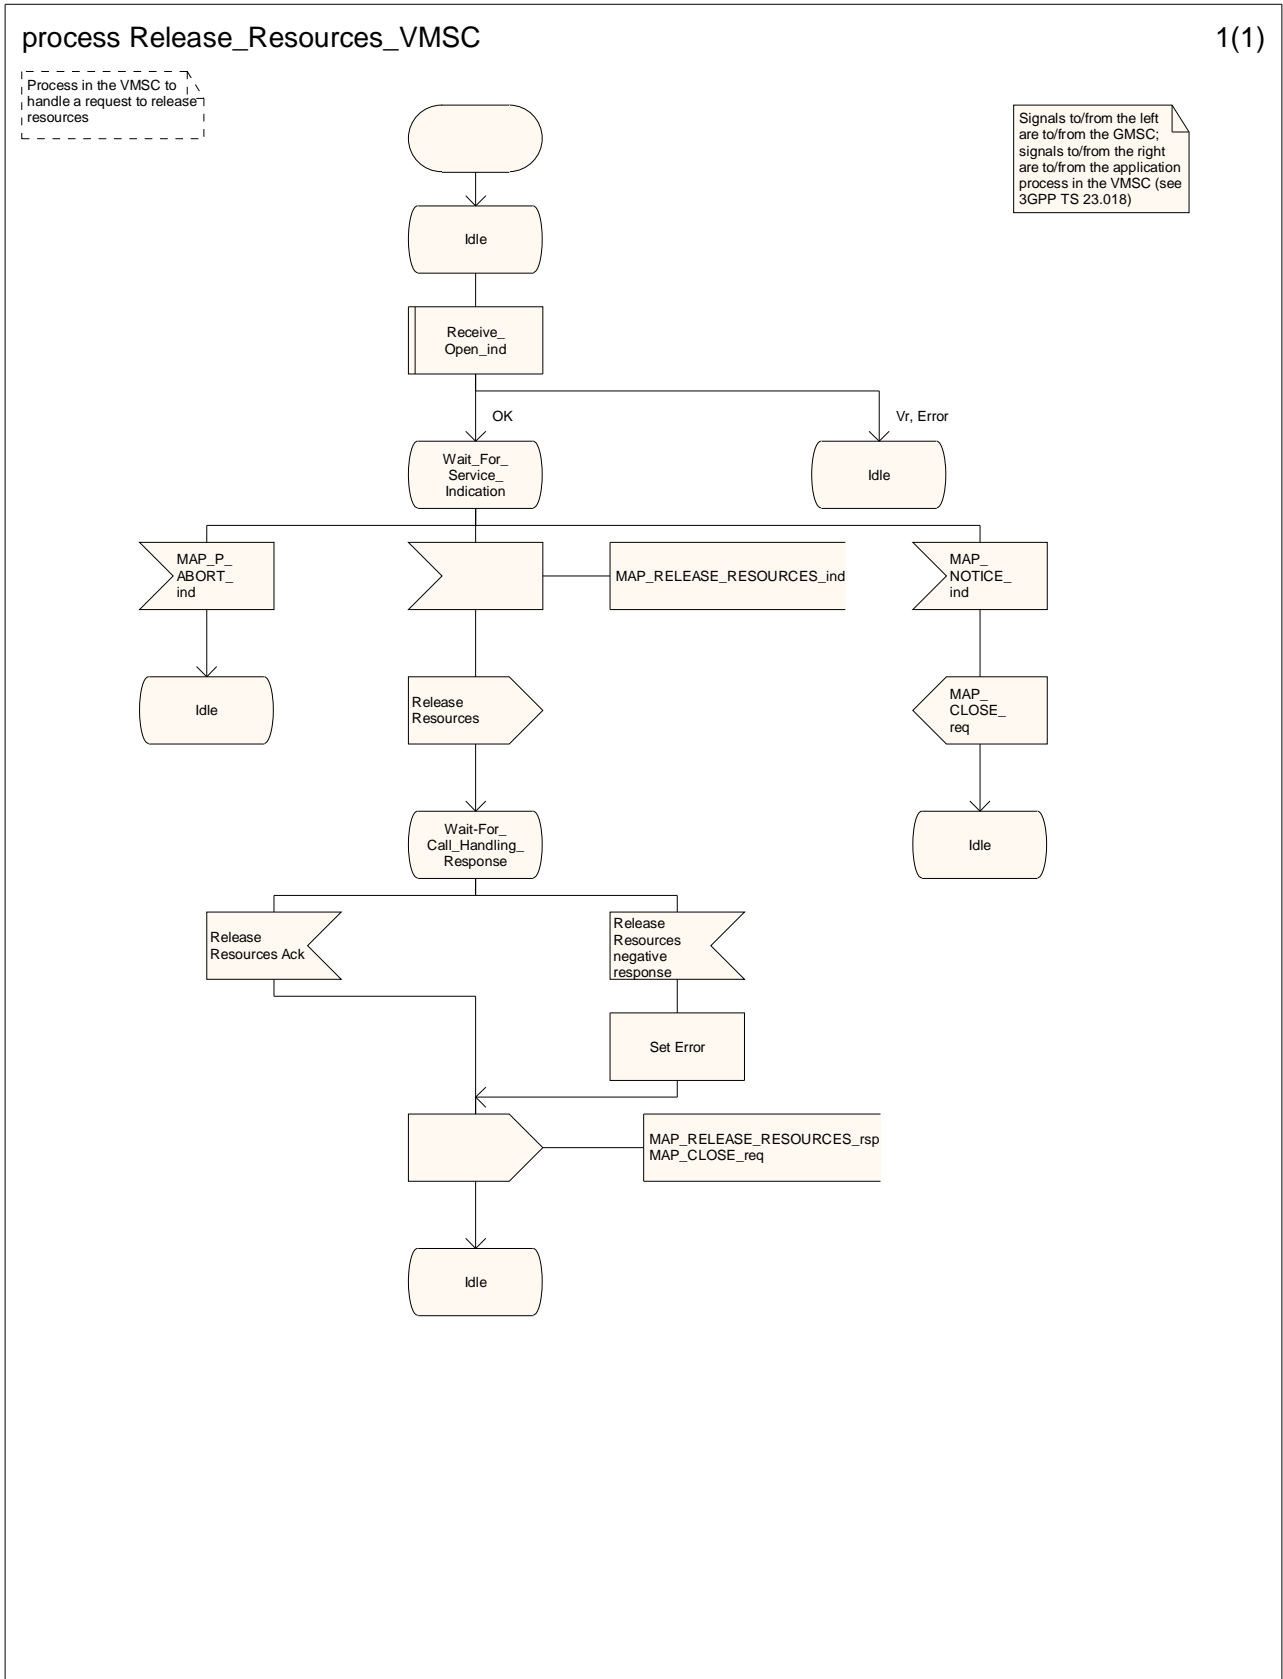 process Release_Resources_VMSC
1(1)
Process in the VMSC to
handle a request to release
resources
Signals to/from the left
are to/from the GMSC;
signals to/from the right
are to/from the application
process in the VMSC (see
3GPP TS 23.018)
Idle
Receive_
Open_ind
OK
Vr, Error
Wait_For_
Service_
Indication
Idle
MAP_P_
ABORT_
ind
MAP_RELEASE_RESOURCES_ind
MAP_
NOTICE_
ind
Idle
Release
Resources
MAP_
CLOSE_
req
Wait-For_
Call_Handling_
Response
Idle
Release
Resources Ack
Release
Resources
negative
response
Set Error
MAP_RELEASE_RESOURCES_rsp
MAP_CLOSE_req
Idle